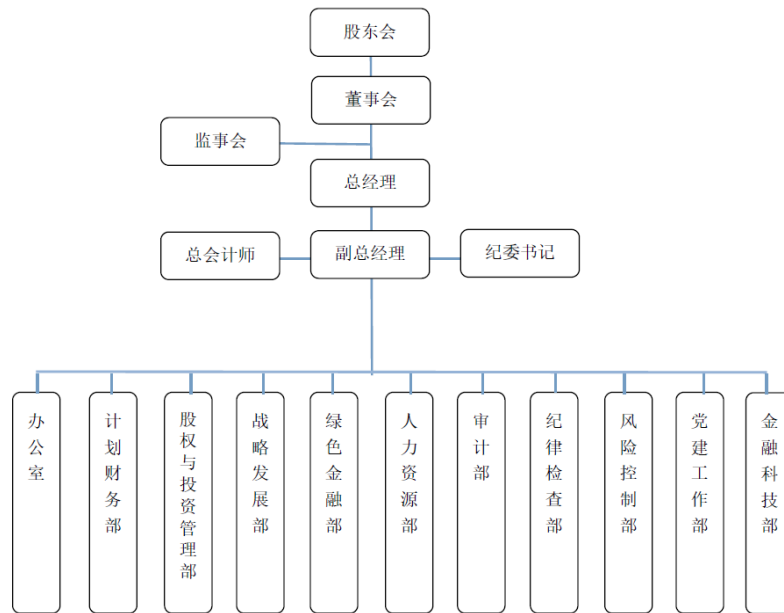 股东会
董事会
监事会
总经理
总会计师
副总经理
纪委书记
办公室
计划财务部
股权与投资管理部
战略发展部
绿色金融部
人力资源部
审计部
纪律检查部
风险控制部
党建工作部
金融科技部